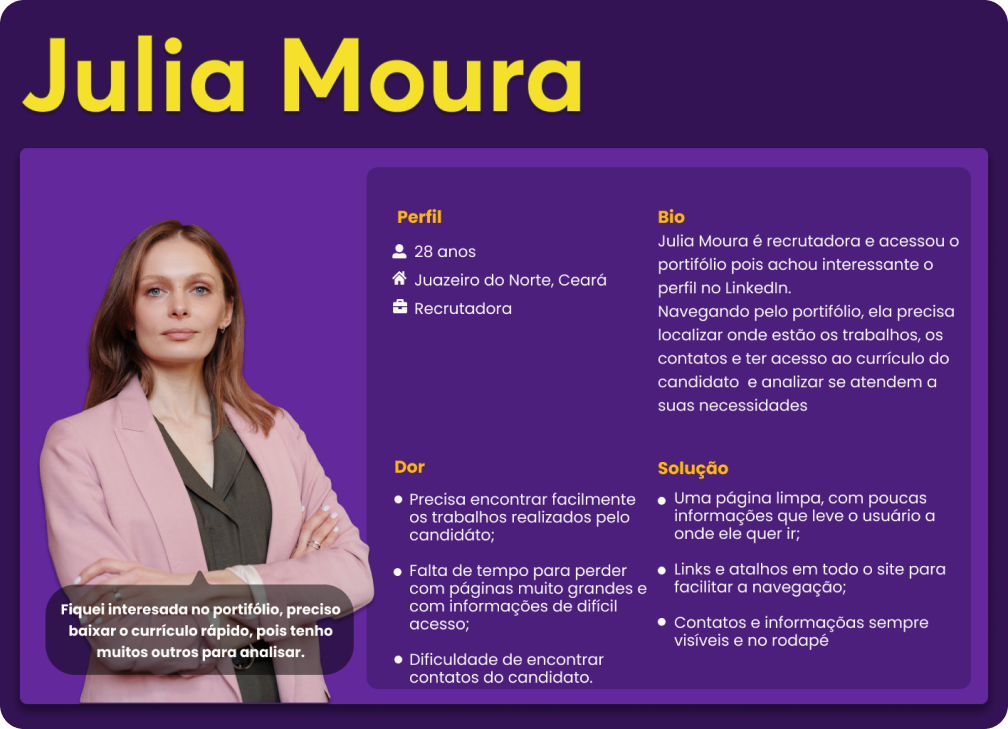 Julia Moura
Perfil
28 anos
Juazeiro do Norte, Ceará
Recrutadora
Bio
Julia Moura é recrutadora e acessou o
portifólio pois achou interessante o
perfil no LinkedIn.
Navegando pelo portifólio, ela precisa
localizar onde estão os trabalhos, os
contatos e ter acesso ao currículo do
candidato  e analizar se atendem a
suas necessidades
Dor
Precisa encontrar facilmente
os trabalhos realizados pelo
candidáto;
Falta de tempo para perder
com páginas muito grandes e
com informações de difícil
acesso;
Dificuldade de encontrar
contatos do candidato.
Solução
Uma página limpa, com poucas
informações que leve o usuário a
onde ele quer ir;
Links e atalhos em todo o site para
facilitar a navegação;
Contatos e informações sempre
visíveis e no rodapé
Fiquei interesada no portifólio, preciso
baixar o currículo rápido, pois tenho
muitos outros para analisar.